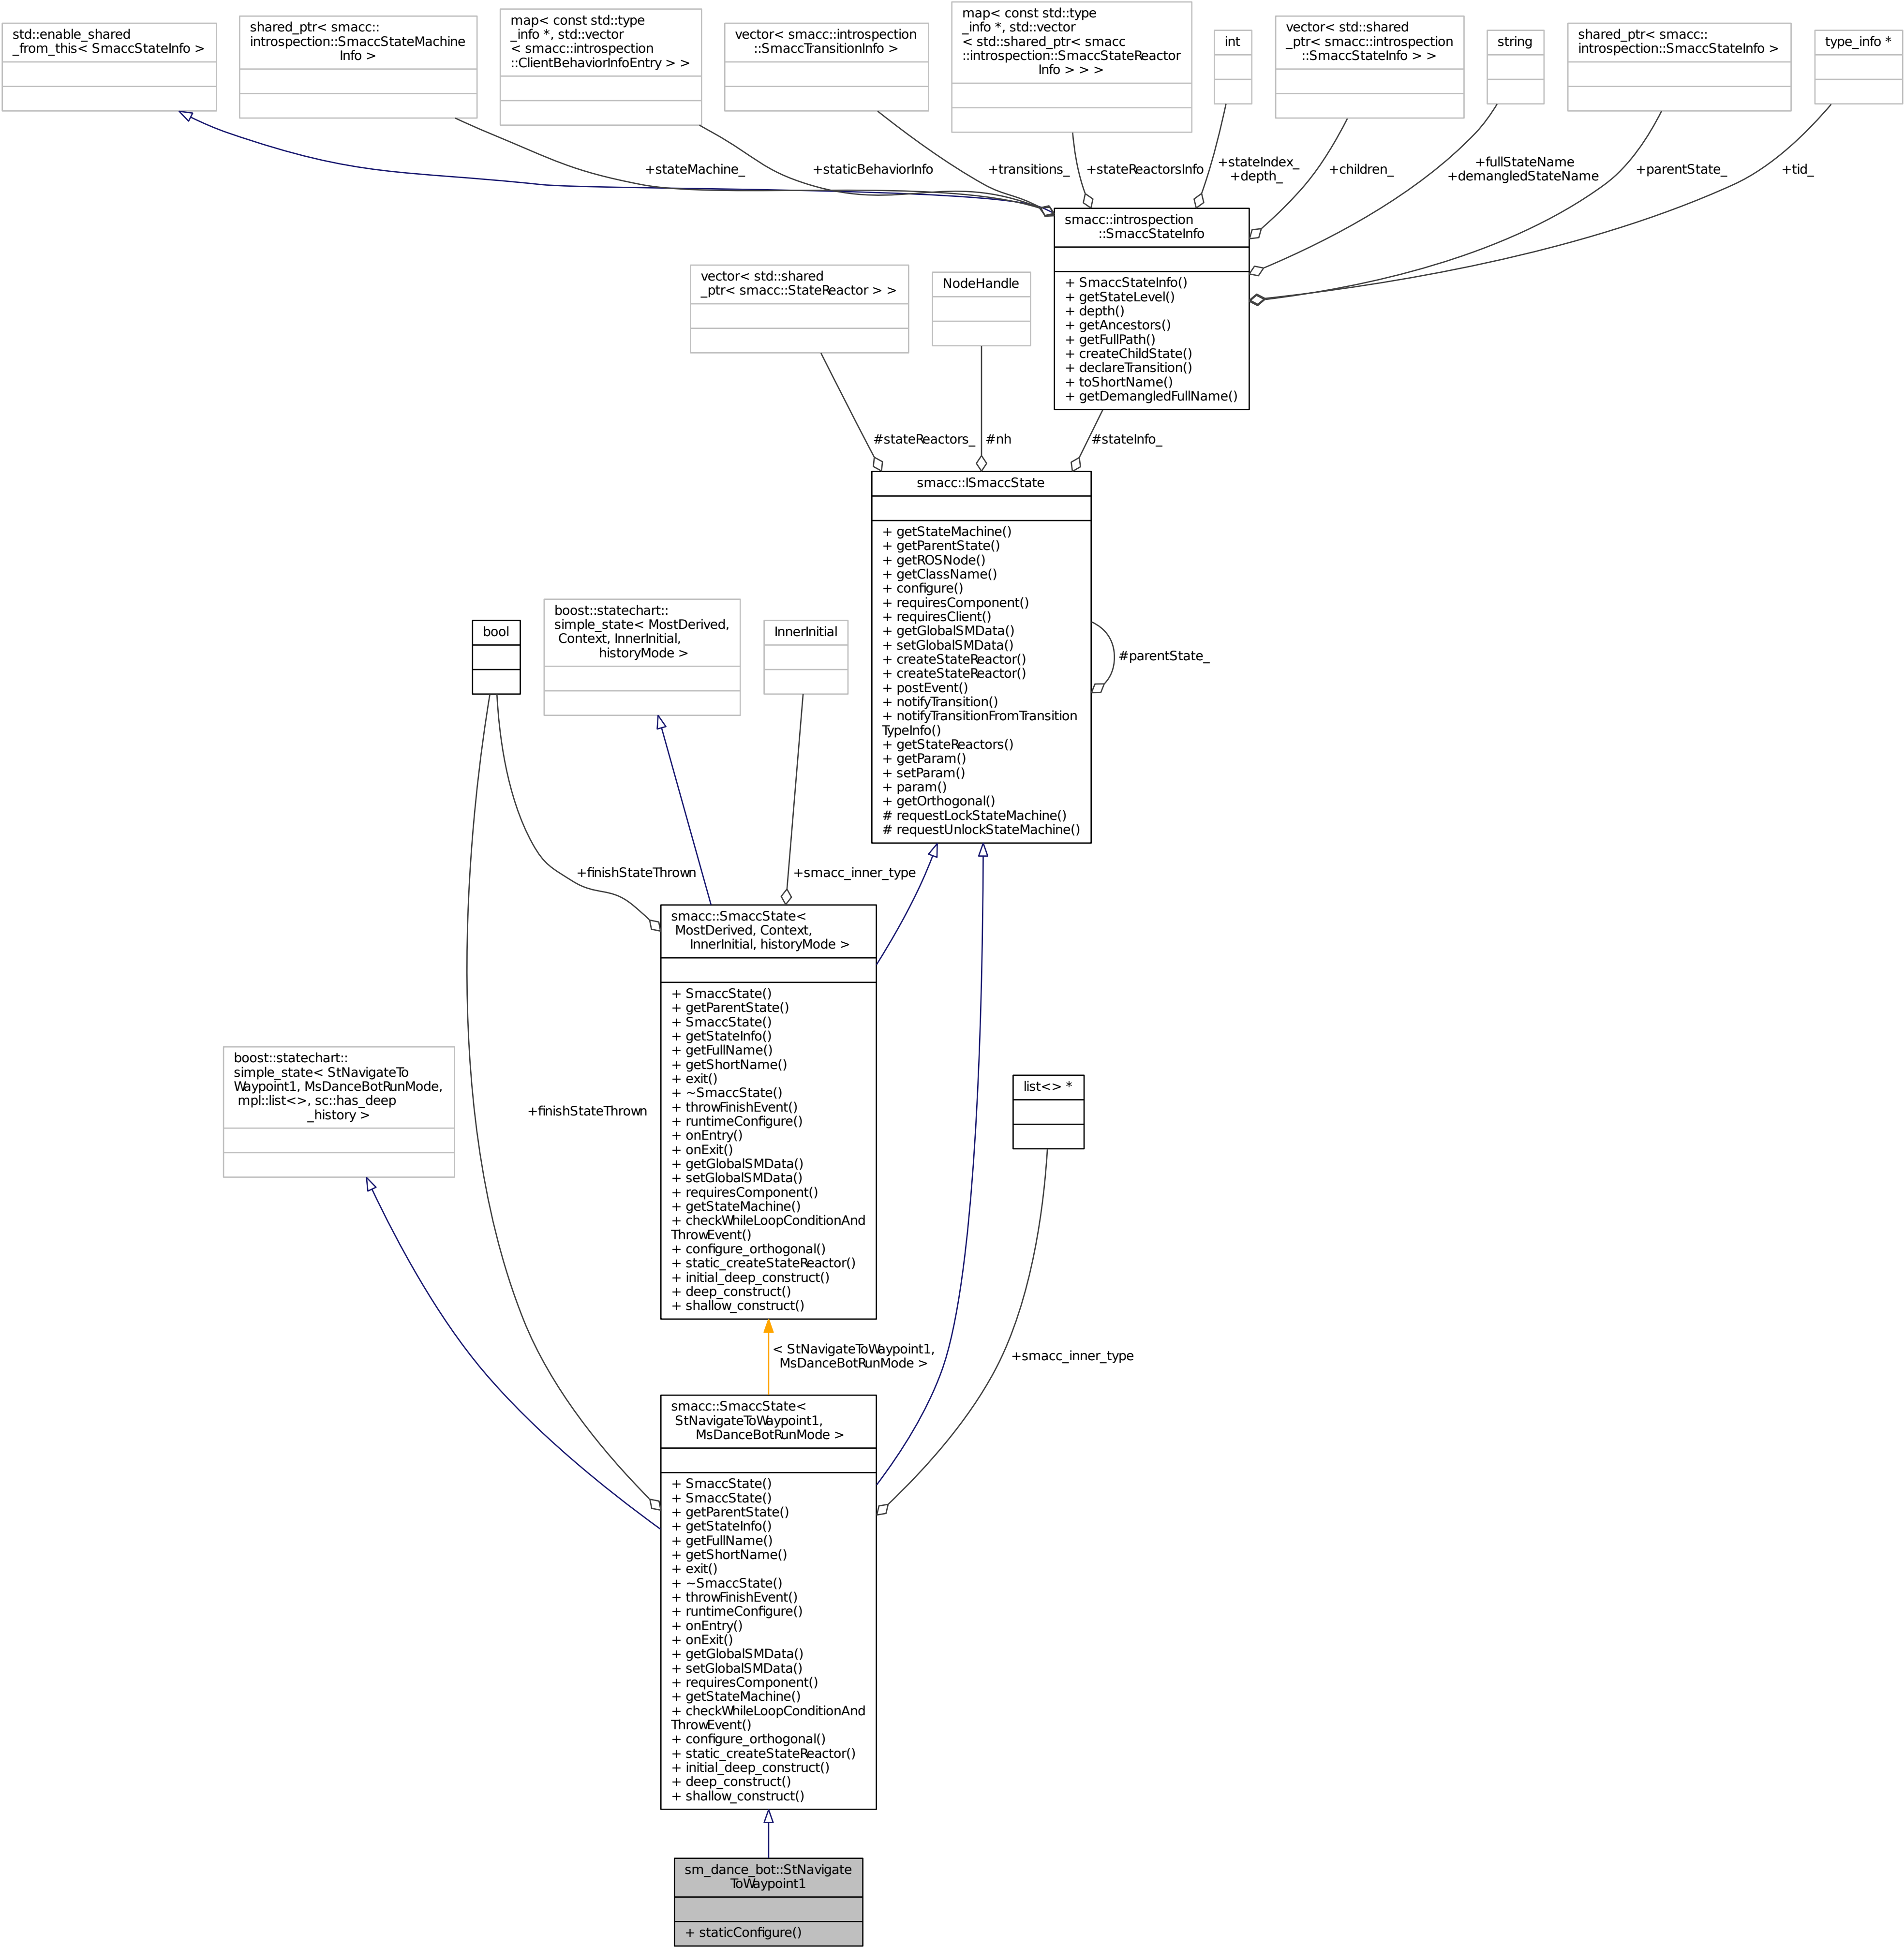 std::enable_shared
_from_this< SmaccStateInfo >
shared_ptr< smacc::
introspection::SmaccStateMachine
Info >
map< const std::type
_info *, std::vector
< smacc::introspection
::ClientBehaviorInfoEntry > >
vector< smacc::introspection
::SmaccTransitionInfo >
map< const std::type
_info *, std::vector
< std::shared_ptr< smacc
::introspection::SmaccStateReactor
Info > > >
int
vector< std::shared
_ptr< smacc::introspection
::SmaccStateInfo > >
string
shared_ptr< smacc::
introspection::SmaccStateInfo >
type_info *
+stateMachine_
+staticBehaviorInfo
+transitions_
+stateReactorsInfo
+stateIndex_
+depth_
+children_
+fullStateName
+demangledStateName
+parentState_
+tid_
smacc::introspection
::SmaccStateInfo
+ SmaccStateInfo()
+ getStateLevel()
+ depth()
+ getAncestors()
+ getFullPath()
+ createChildState()
+ declareTransition()
+ toShortName()
+ getDemangledFullName()
vector< std::shared
_ptr< smacc::StateReactor > >
NodeHandle
#stateReactors_
#nh
#stateInfo_
smacc::ISmaccState
+ getStateMachine()
+ getParentState()
+ getROSNode()
+ getClassName()
+ configure()
+ requiresComponent()
+ requiresClient()
+ getGlobalSMData()
+ setGlobalSMData()
+ createStateReactor()
+ createStateReactor()
+ postEvent()
+ notifyTransition()
+ notifyTransitionFromTransition
TypeInfo()
+ getStateReactors()
+ getParam()
+ setParam()
+ param()
+ getOrthogonal()
# requestLockStateMachine()
# requestUnlockStateMachine()
#parentState_
bool
boost::statechart::
simple_state< MostDerived,
Context, InnerInitial,
historyMode >
InnerInitial
+finishStateThrown
+smacc_inner_type
smacc::SmaccState<
MostDerived, Context,
InnerInitial, historyMode >
+ SmaccState()
+ getParentState()
+ SmaccState()
+ getStateInfo()
+ getFullName()
+ getShortName()
+ exit()
+ ~SmaccState()
+ throwFinishEvent()
+ runtimeConfigure()
+ onEntry()
+ onExit()
+ getGlobalSMData()
+ setGlobalSMData()
+ requiresComponent()
+ getStateMachine()
+ checkWhileLoopConditionAnd
ThrowEvent()
+ configure_orthogonal()
+ static_createStateReactor()
+ initial_deep_construct()
+ deep_construct()
+ shallow_construct()
boost::statechart::
simple_state< StNavigateTo
Waypoint1, MsDanceBotRunMode,
mpl::list<>, sc::has_deep
_history >
+finishStateThrown
list<> *
< StNavigateToWaypoint1,
MsDanceBotRunMode >
+smacc_inner_type
smacc::SmaccState<
StNavigateToWaypoint1,
MsDanceBotRunMode >
+ SmaccState()
+ SmaccState()
+ getParentState()
+ getStateInfo()
+ getFullName()
+ getShortName()
+ exit()
+ ~SmaccState()
+ throwFinishEvent()
+ runtimeConfigure()
+ onEntry()
+ onExit()
+ getGlobalSMData()
+ setGlobalSMData()
+ requiresComponent()
+ getStateMachine()
+ checkWhileLoopConditionAnd
ThrowEvent()
+ configure_orthogonal()
+ static_createStateReactor()
+ initial_deep_construct()
+ deep_construct()
+ shallow_construct()
sm_dance_bot::StNavigate
ToWaypoint1
+ staticConfigure()